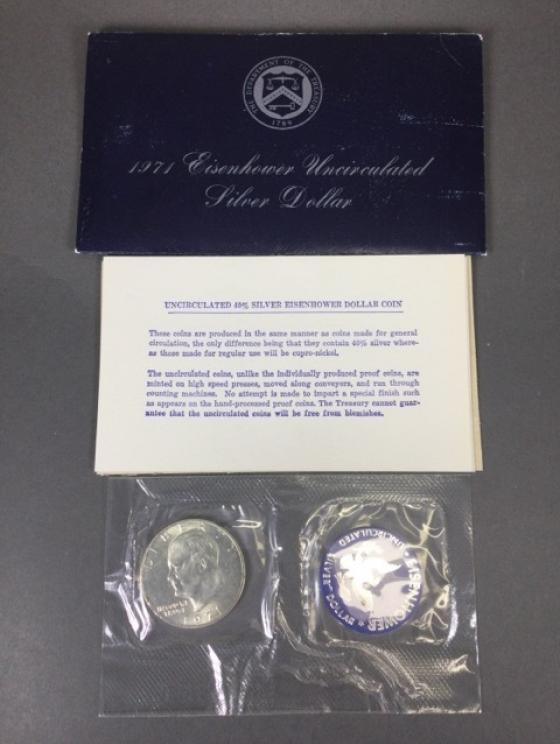 THE DEPARTMENT OF THE TREASURY
1789
1971 Eisenhower Uncirculated
Silver Dollar
UNCIRCULATED 40% SILVER EISENHOWER DOLLAR COIN
These coins are produced in the same manner as coins made for general
circulation, the only difference being that they contain 40% silver where-
as those made for regular use will be cupro-nickel.
The uncirculated coins, unlike the individually produced proof coins, are
minted on high speed presses, moved along conveyors, and run through
counting machines. No attempt is made to impart a special finish such
as appears on the hand-processed proof coins. The Treasury cannot guar-
antee that the uncirculated coins will be free from blemishes.
LIBERTY
1971
EISENHOWER
UNCIRCULATED
SILVER DOLLAR